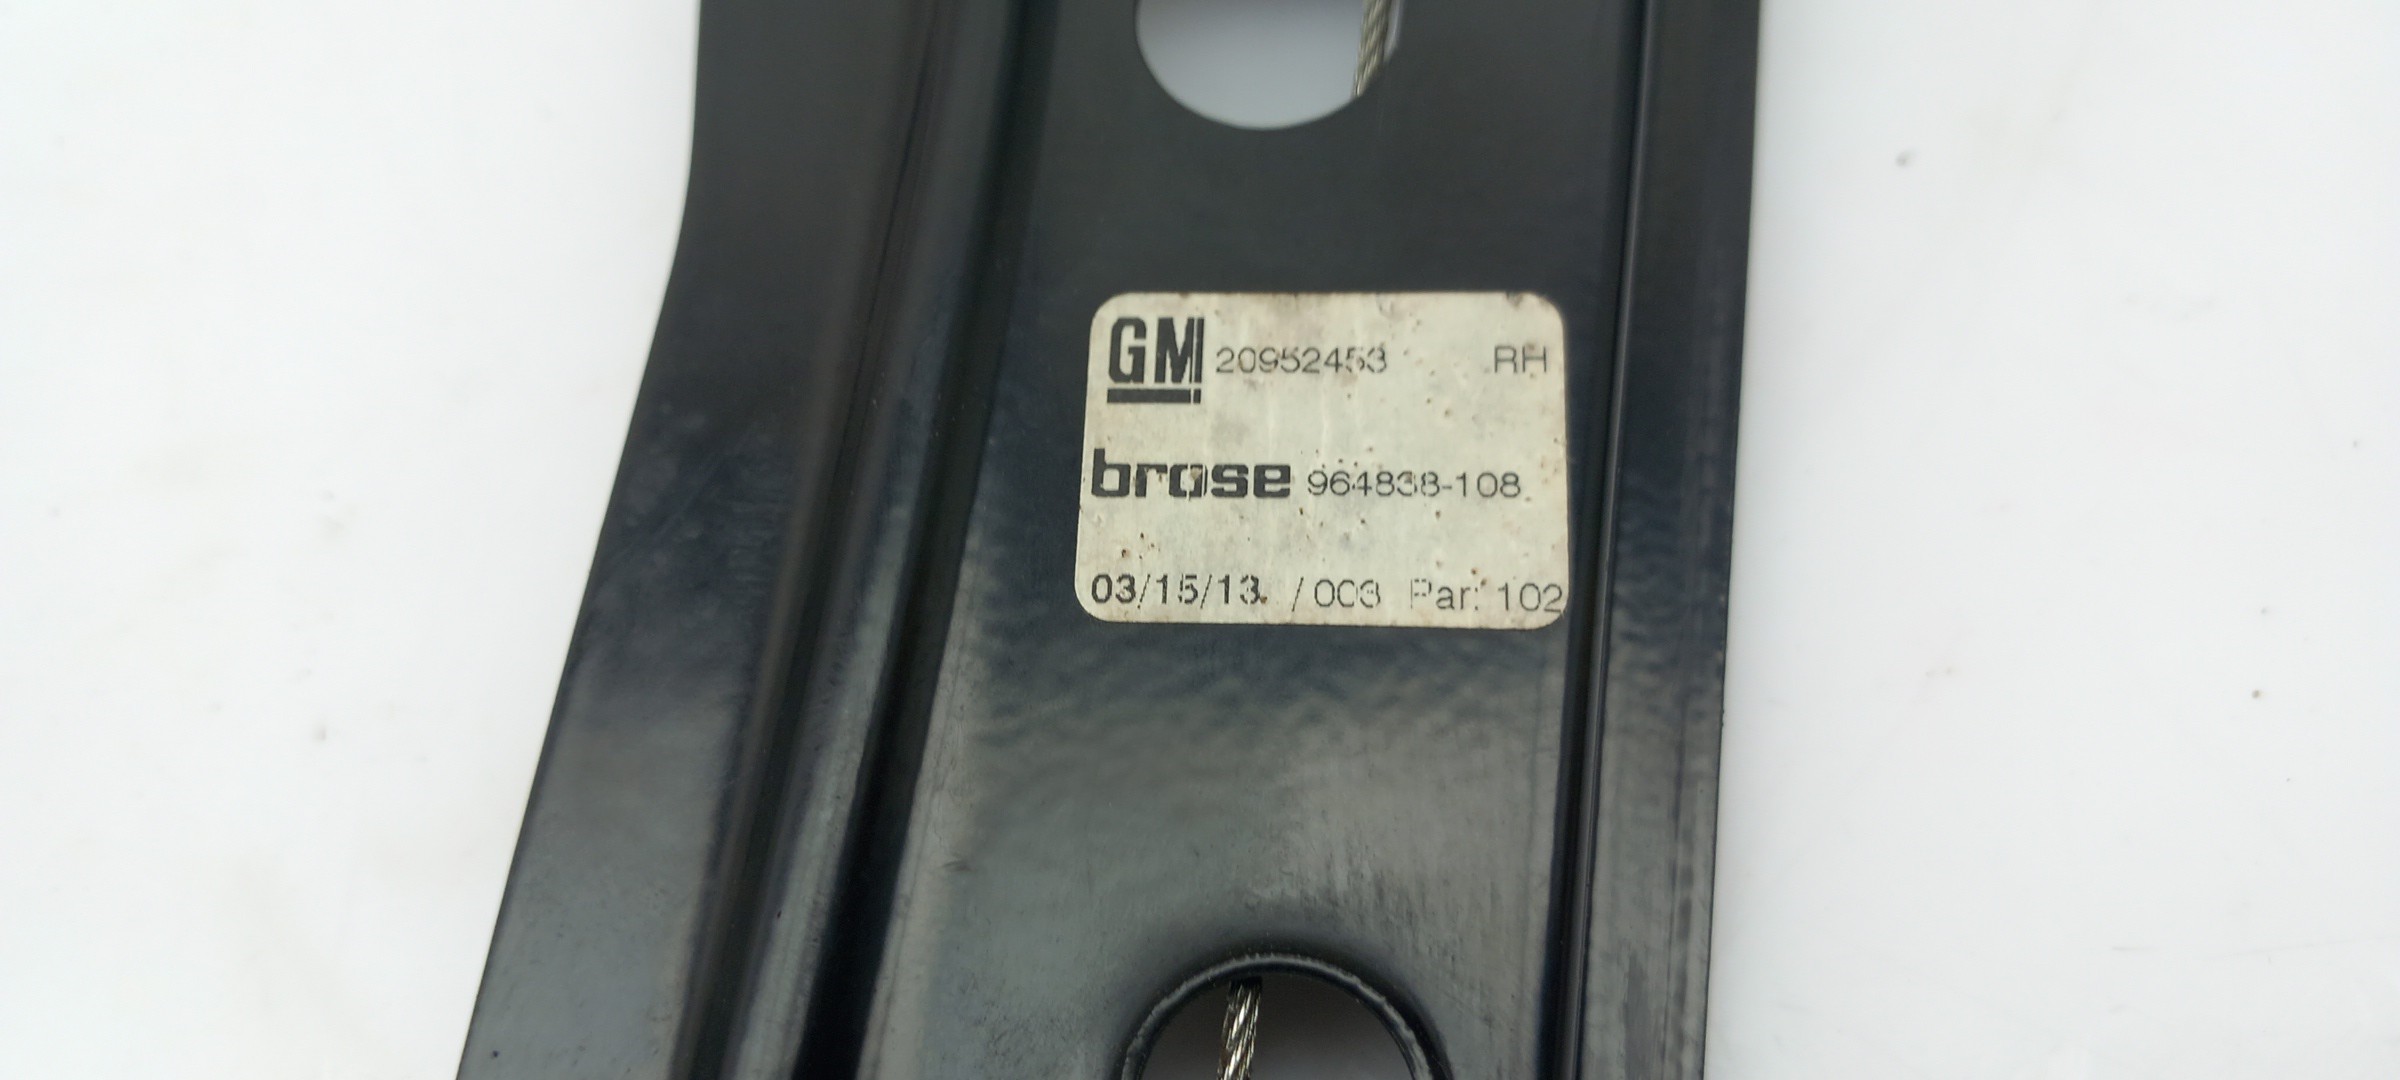 GM 20952453 RH
brose 964838-108
03/15/13. /003 Par: 102